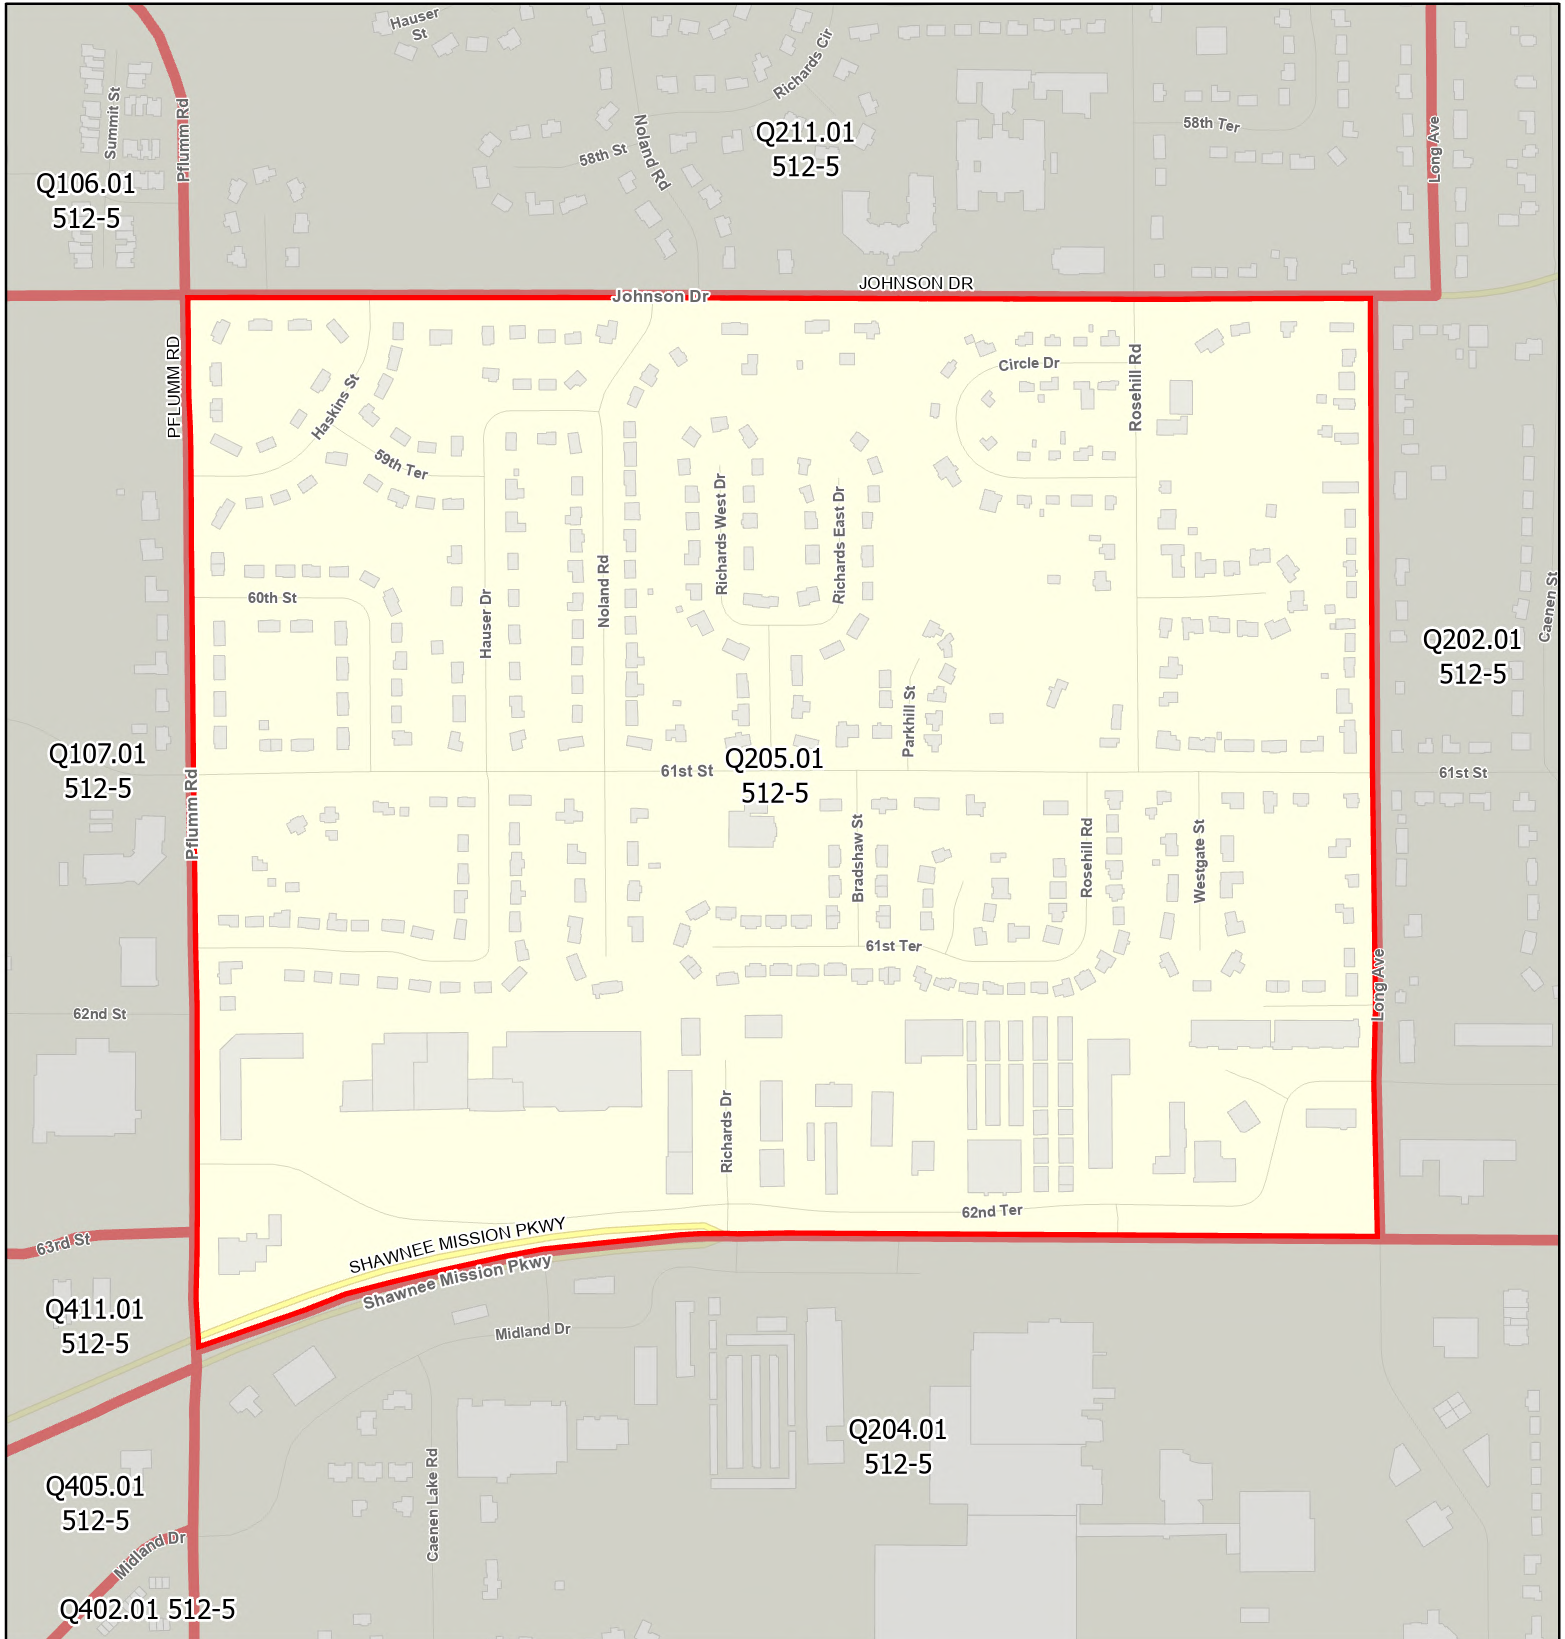 Hauser
St
Richards Cir
Summit St
Pflumm Rd
Noland Rd
58th St
Q211.01
512-5
58th Ter
Long Ave
Q106.01
512-5
JOHNSON DR
Johnson Dr
PFLUMM RD
Haskins St
59th Ter
Circle Dr
Rosehill Rd
Richards West Dr
Richards East Dr
Noland Rd
Hauser Dr
60th St
Caenen St
Q202.01
512-5
Parkhill St
Q107.01
512-5
Pflumm Rd
61st St
Q205.01
512-5
61st St
Bradshaw St
Rosehill Rd
Westgate St
61st Ter
Long Ave
62nd St
Richards Dr
62nd Ter
63rd St
SHAWNEE MISSION PKWY
Shawnee Mission Pkwy
Q411.01
512-5
Midland Dr
Q204.01
512-5
Caenen Lake Rd
Q405.01
512-5
Midland Dr
Q402.01 512-5